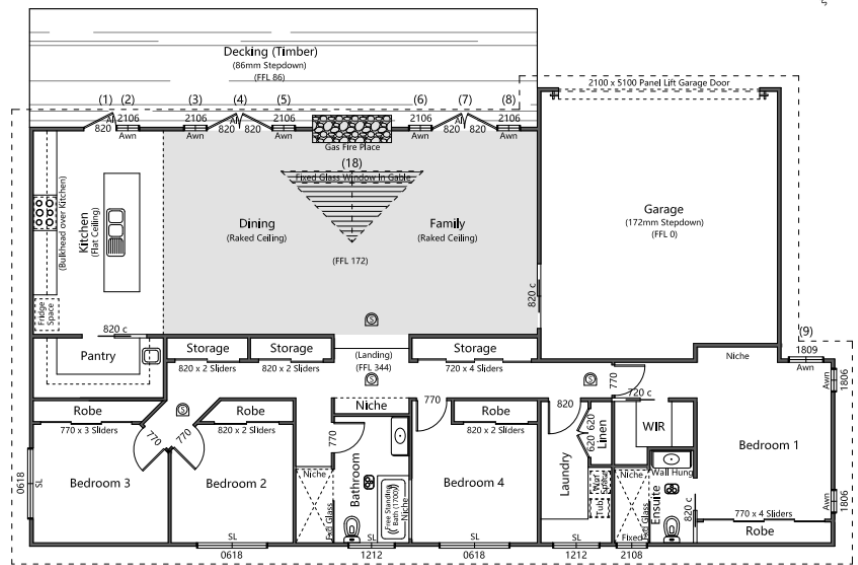 Decking (Timber)
(86mm Stepdown)
(FFL 86)
2100 x 5100 Panel Lift Garage Door
(1) (2) (3) (4) (5) (6) (7) (8)
2106 2106 2106 2106 2106
820 Awn Awn 820 820 Awn Awn 820 820 Awn
Gas Fire Place
(18)
Fixed Glass Window In Gable
Kitchen
(Flat Ceiling)
(Bulkhead over Kitchen)
Fridge
Space
Dining
(Raked Ceiling)
Family
(Raked Ceiling)
(FFL 172)
Garage
(172mm Stepdown)
(FFL 0)
820 c
820 c
S
Pantry
Storage
820 x 2 Sliders
Storage
820 x 2 Sliders
(Landing)
(FFL 344)
S
Storage
720 x 4 Sliders
S
770
Niche
(9)
1809
Awn
Awn
1806
S
Robe
770 x 3 Sliders
770
770
Robe
820 x 2 Sliders
Niche
770
770
Robe
820 x 2 Sliders
820
620
620
Linen
720 c
WIR
Bedroom 1
0618
SL
Bedroom 3
Bedroom 2
Niche
Bathroom
Free Standing
Bath (1700)
Niche
Bedroom 4
Laundry
Tub
Niche
Wall Hung
Ensuite
820 c
Awn
1806
770 x 4 Sliders
Robe
SL
0618
SL
1212
SL
0618
SL
1212
Fixed
2108